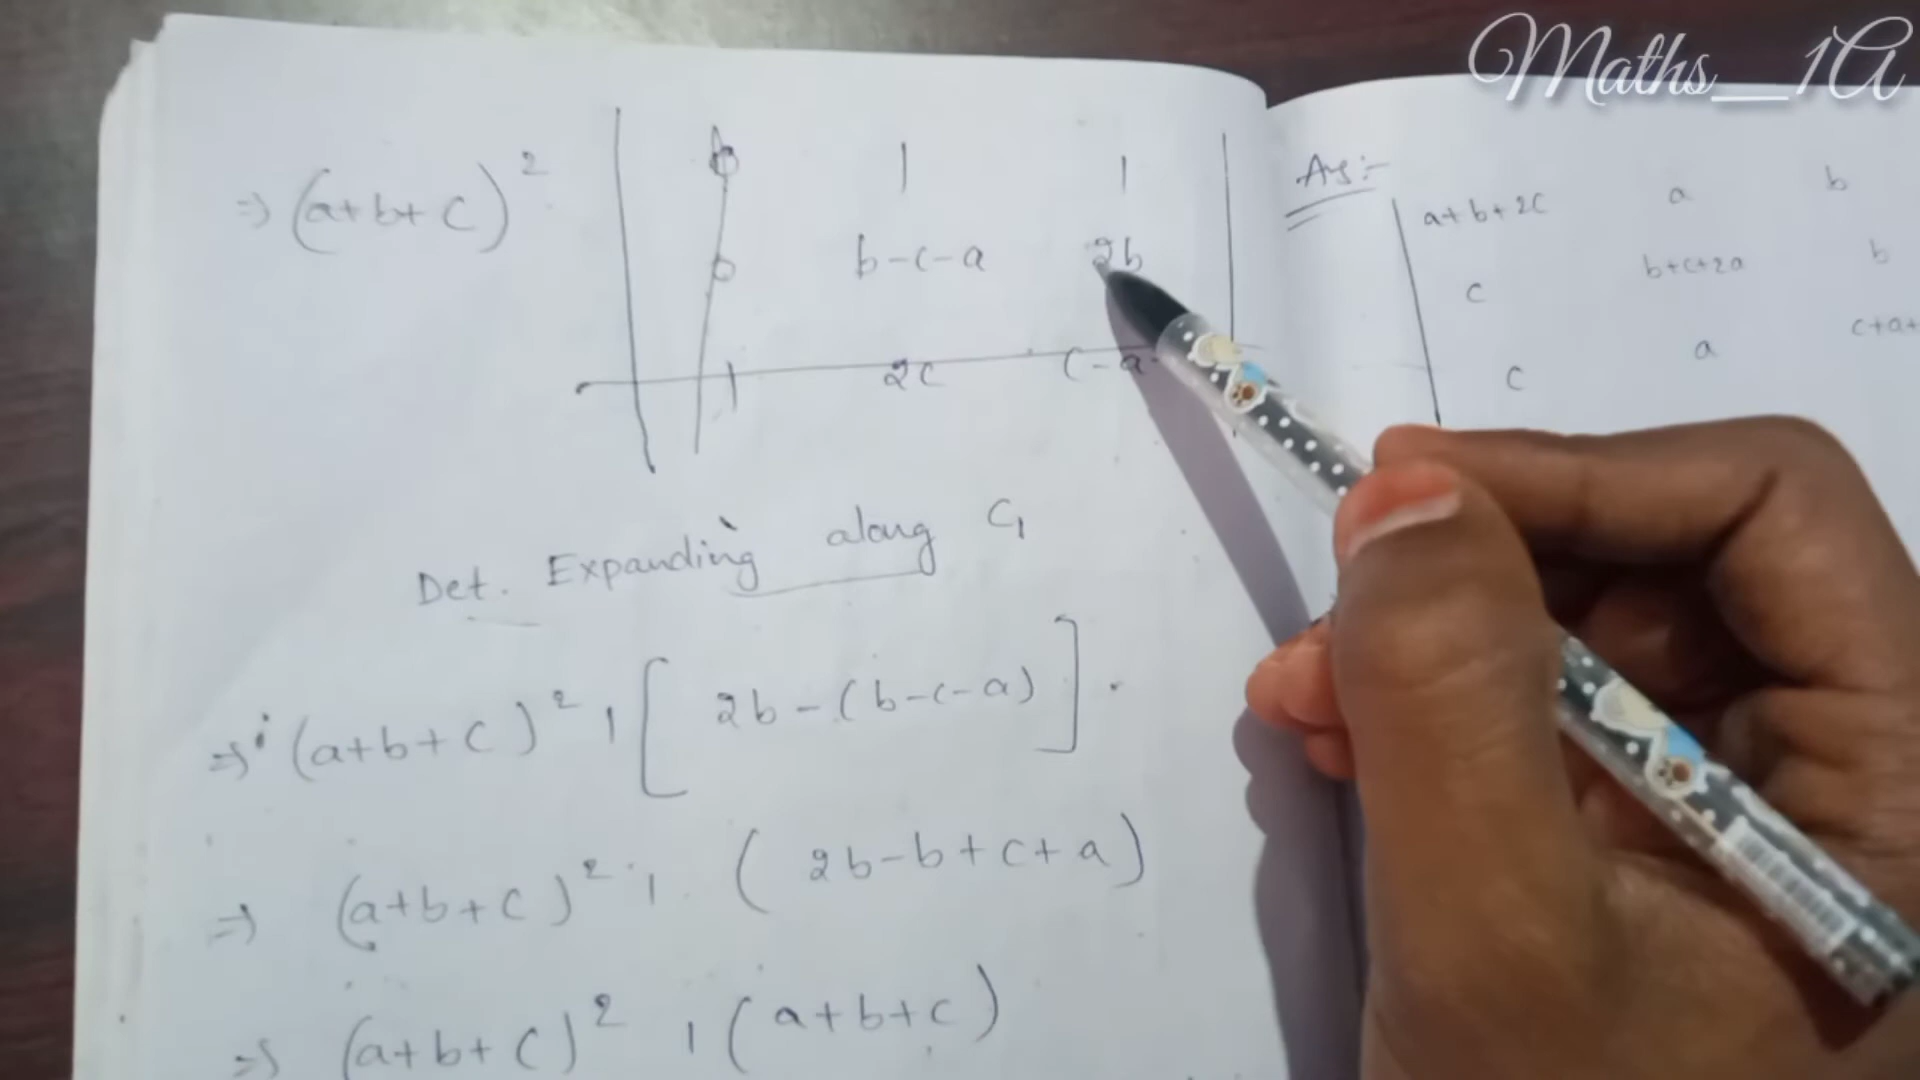 Maths_1A
=> (a+b+c)² | 0 1 1 |
0 b-c-a 2b
1 2c c-a-
Det. Expanding along C₁
=> (a+b+c)² 1 [ 2b-(b-c-a) ].
=> (a+b+c)² 1. ( 2b-b+c+a )
=> (a+b+c)² 1 ( a+b+c )
Ans:-
a+b+2c a b
c b+c+2a b
c a c+a+